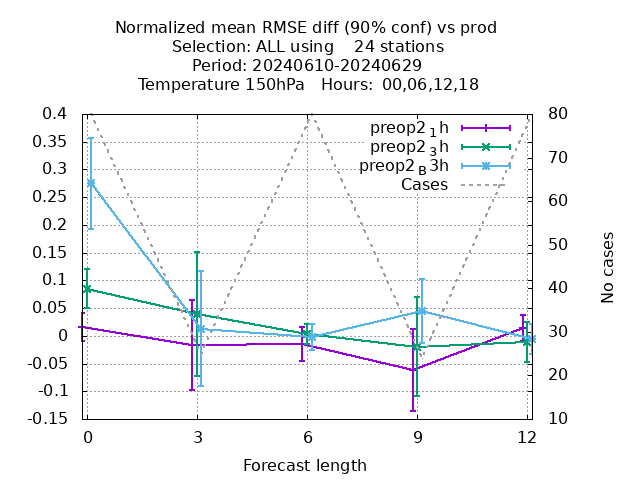 Normalized mean RMSE diff (90% conf) vs prod
Selection: ALL using 24 stations
Period: 20240610-20240629
Temperature 150hPa Hours: 00,06,12,18
0.4
0.35
0.3
0.25
0.2
0.15
0.1
0.05
0
-0.05
-0.1
-0.15
preop2 1h
preop2 3h
preop2 B3h
Cases
80
70
60
50
40
30
20
10
No cases
0 3 6 9 12
Forecast length